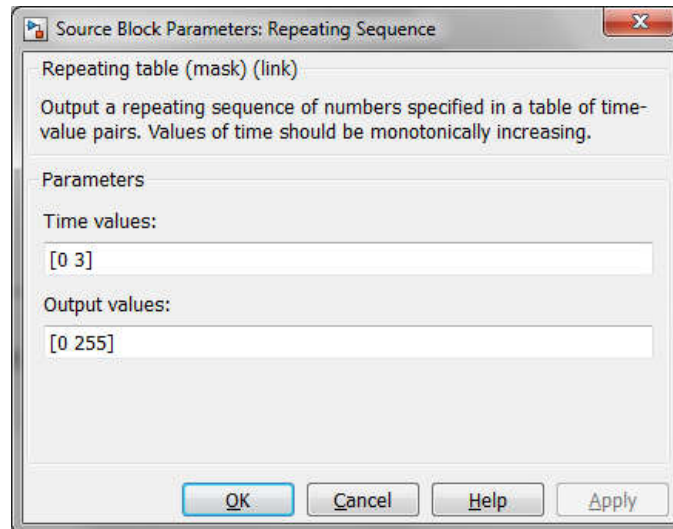 Source Block Parameters: Repeating Sequence
Repeating table (mask) (link)
Output a repeating sequence of numbers specified in a table of time-
value pairs. Values of time should be monotonically increasing.
Parameters
Time values:
[0 3]
Output values:
[0 255]
OK Cancel Help Apply